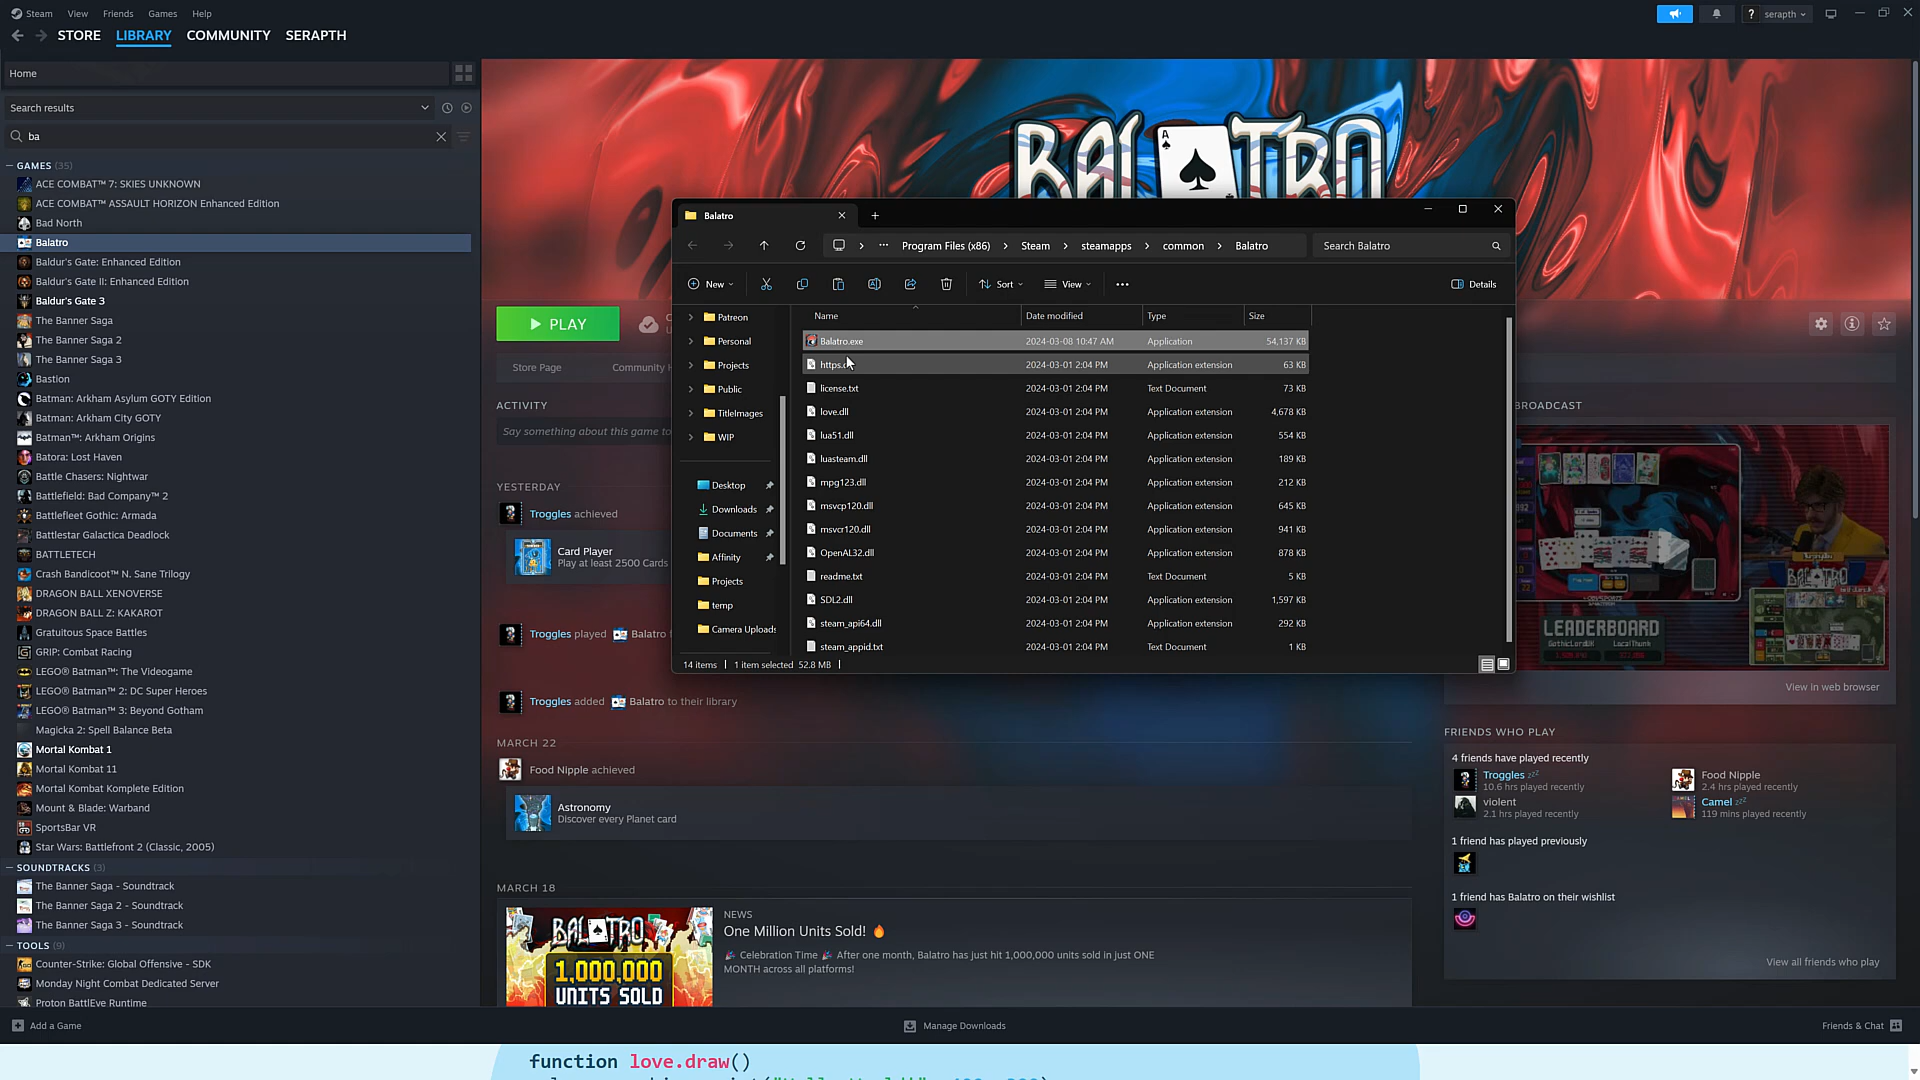 Steam View Friends Games Help
serapth
STORE LIBRARY COMMUNITY SERAPTH
Home
Search results
ba
GAMES (35)
ACE COMBAT™ 7: SKIES UNKNOWN
ACE COMBAT™ ASSAULT HORIZON Enhanced Edition
Bad North
Balatro
Baldur's Gate: Enhanced Edition
Baldur's Gate II: Enhanced Edition
Baldur's Gate 3
The Banner Saga
The Banner Saga 2
The Banner Saga 3
Bastion
Batman: Arkham Asylum GOTY Edition
Batman: Arkham City GOTY
Batman™: Arkham Origins
Batora: Lost Haven
Battle Chasers: Nightwar
Battlefield: Bad Company™ 2
Battlefleet Gothic: Armada
Battlestar Galactica Deadlock
BATTLETECH
Crash Bandicoot™ N. Sane Trilogy
DRAGON BALL XENOVERSE
DRAGON BALL Z: KAKAROT
Gratuitous Space Battles
GRIP: Combat Racing
LEGO® Batman™: The Videogame
LEGO® Batman™ 2: DC Super Heroes
LEGO® Batman™ 3: Beyond Gotham
Magicka 2: Spell Balance Beta
Mortal Kombat 1
Mortal Kombat 11
Mortal Kombat Komplete Edition
Mount & Blade: Warband
SportsBar VR
Star Wars: Battlefront 2 (Classic, 2005)
SOUNDTRACKS (3)
The Banner Saga - Soundtrack
The Banner Saga 2 - Soundtrack
The Banner Saga 3 - Soundtrack
TOOLS (9)
Counter-Strike: Global Offensive - SDK
Monday Night Combat Dedicated Server
Proton BattlEye Runtime
Add a Game
BALATRO
A
PLAY
Store Page Community
ACTIVITY
Say something about this game to
YESTERDAY
Troggles achieved
Card Player
Play at least 2500 Cards
Troggles played Balatro
Troggles added Balatro to their library
MARCH 22
Food Nipple achieved
Astronomy
Discover every Planet card
MARCH 18
BALATRO
1,000,000
UNITS SOLD
NEWS
One Million Units Sold! 🔥
🎉 Celebration Time 🎉 After one month, Balatro has just hit 1,000,000 units sold in just ONE
MONTH across all platforms!
Balatro
Program Files (x86) > Steam > steamapps > common > Balatro
Search Balatro
New Sort View Details
Patreon
Personal
Projects
Public
TitleImages
WIP
Desktop
Downloads
Documents
Affinity
Projects
temp
Camera Uploads
Name Date modified Type Size
Balatro.exe 2024-03-08 10:47 AM Application 54,137 KB
https. 2024-03-01 2:04 PM Application extension 63 KB
license.txt 2024-03-01 2:04 PM Text Document 73 KB
love.dll 2024-03-01 2:04 PM Application extension 4,678 KB
lua51.dll 2024-03-01 2:04 PM Application extension 554 KB
luasteam.dll 2024-03-01 2:04 PM Application extension 189 KB
mpg123.dll 2024-03-01 2:04 PM Application extension 212 KB
msvcp120.dll 2024-03-01 2:04 PM Application extension 645 KB
msvcr120.dll 2024-03-01 2:04 PM Application extension 941 KB
OpenAL32.dll 2024-03-01 2:04 PM Application extension 878 KB
readme.txt 2024-03-01 2:04 PM Text Document 5 KB
SDL2.dll 2024-03-01 2:04 PM Application extension 1,597 KB
steam_api64.dll 2024-03-01 2:04 PM Application extension 292 KB
steam_appid.txt 2024-03-01 2:04 PM Text Document 1 KB
14 items 1 item selected 52.8 MB
BROADCAST
LEADERBOARD
BALATRO
View in web browser
FRIENDS WHO PLAY
4 friends have played recently
Troggles zzz
10.6 hrs played recently
Food Nipple
2.4 hrs played recently
violent
2.1 hrs played recently
Camel zzz
119 mins played recently
1 friend has played previously
1 friend has Balatro on their wishlist
View all friends who play
Manage Downloads
Friends & Chat
function love.draw()